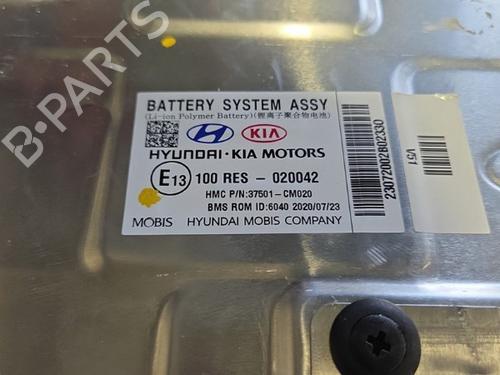 BATTERY SYSTEM ASSY
(Li-ion Polymer Battery)(锂离子聚合物电池)
KIA
HYUNDAI·KIA MOTORS
E13 100 RES - 020042
HMC P/N:37501-CM020
BMS ROM ID:6040 2020/07/23
MOBIS HYUNDAI MOBIS COMPANY
23072002B02330
V51
B-PARTS